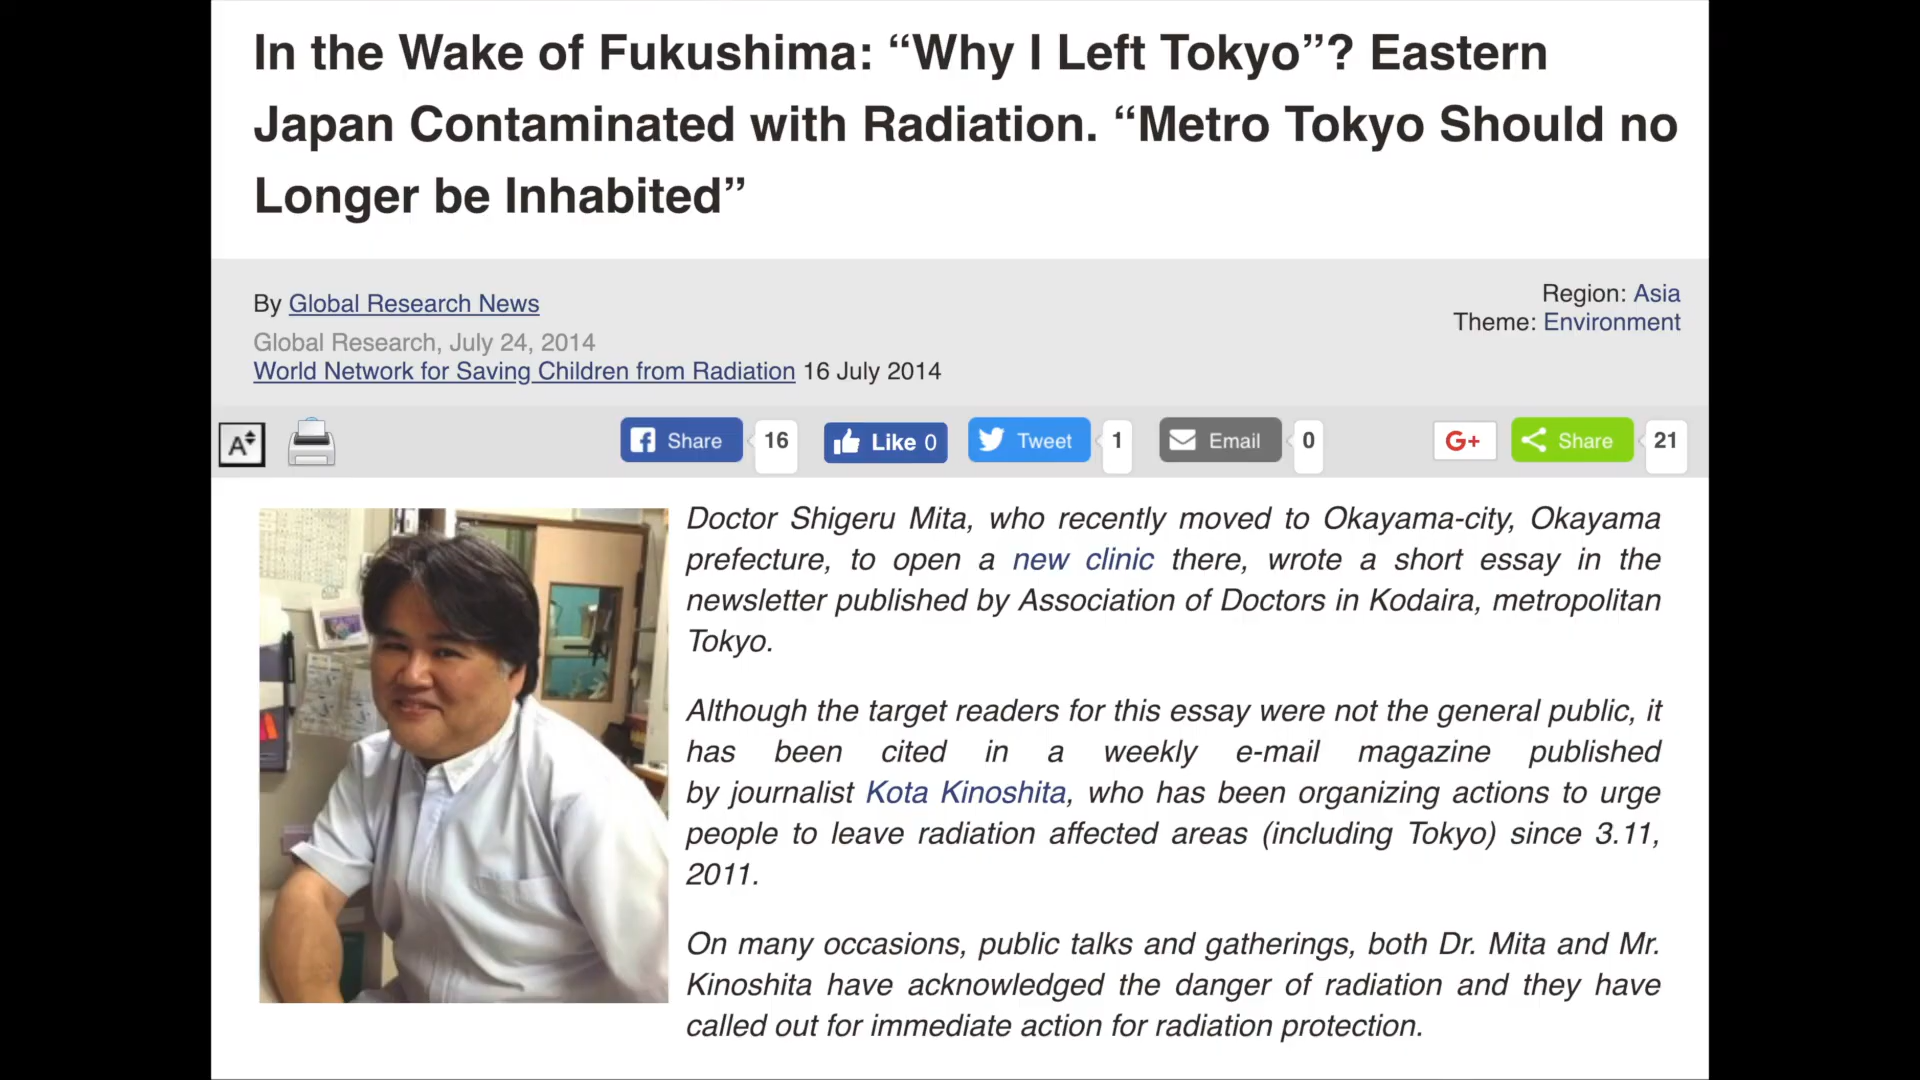 In the Wake of Fukushima: “Why I Left Tokyo”? Eastern
Japan Contaminated with Radiation. “Metro Tokyo Should no
Longer be Inhabited”
By Global Research News
Global Research, July 24, 2014
World Network for Saving Children from Radiation 16 July 2014
Region: Asia
Theme: Environment
A
Share 16
Like 0
Tweet 1
Email 0
G+
Share 21
Doctor Shigeru Mita, who recently moved to Okayama-city, Okayama
prefecture, to open a new clinic there, wrote a short essay in the
newsletter published by Association of Doctors in Kodaira, metropolitan
Tokyo.
Although the target readers for this essay were not the general public, it
has been cited in a weekly e-mail magazine published
by journalist Kota Kinoshita, who has been organizing actions to urge
people to leave radiation affected areas (including Tokyo) since 3.11,
2011.
On many occasions, public talks and gatherings, both Dr. Mita and Mr.
Kinoshita have acknowledged the danger of radiation and they have
called out for immediate action for radiation protection.